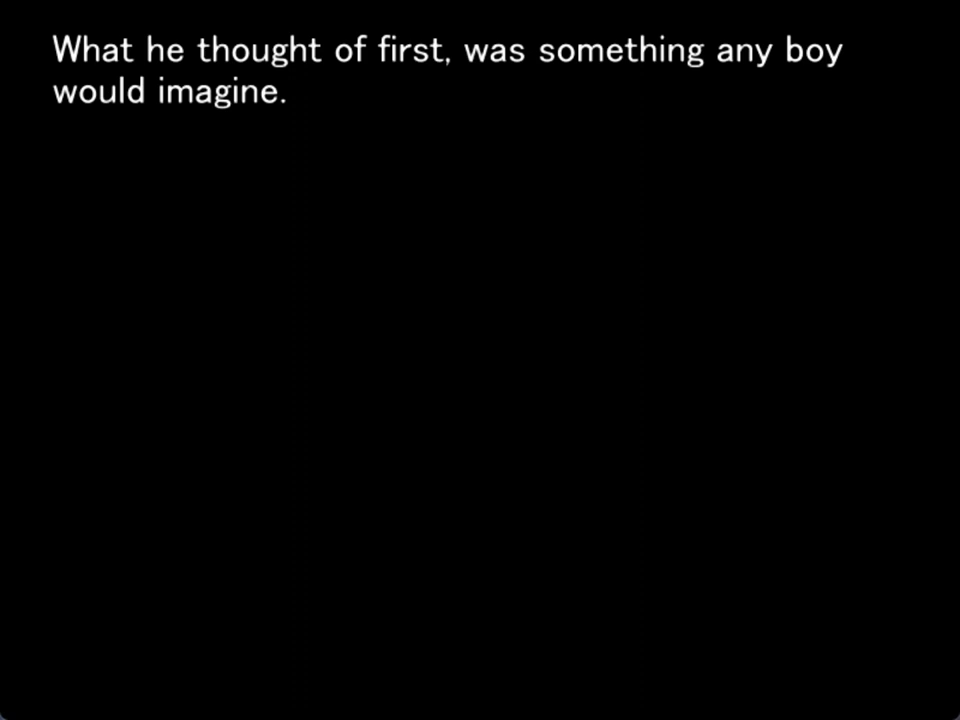 What he thought of first, was something any boy
would imagine.